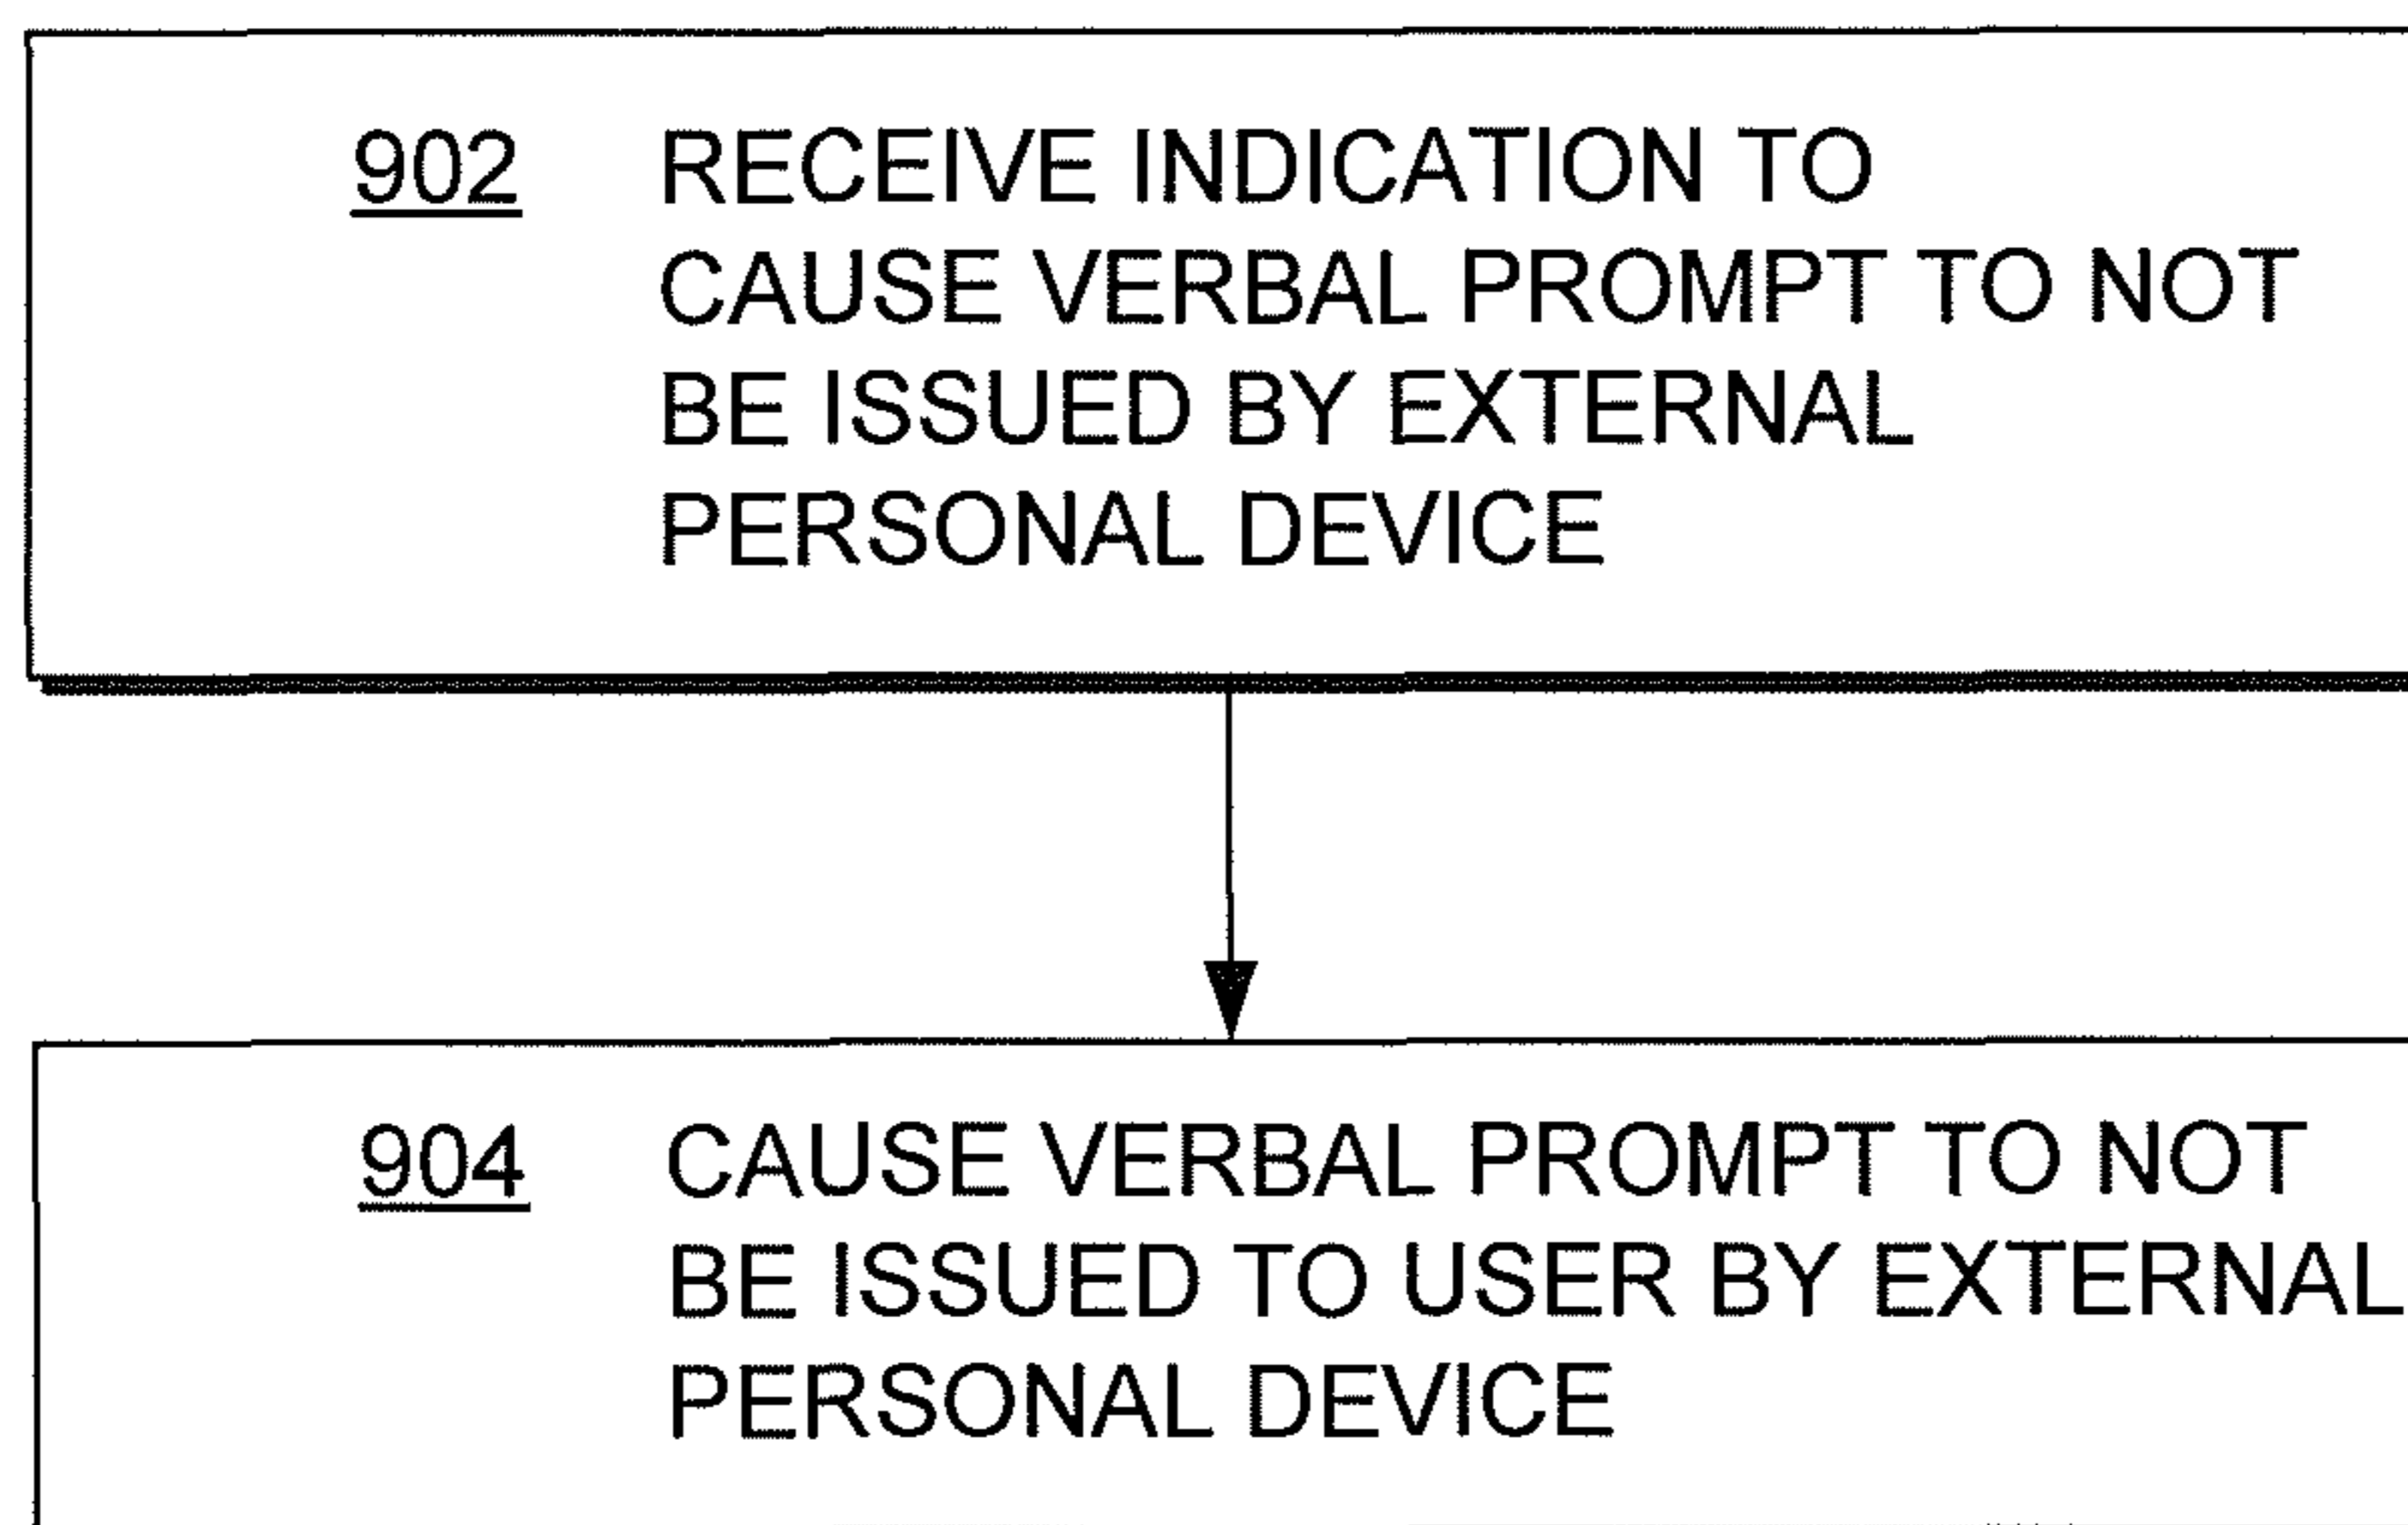 902 RECEIVE INDICATION TO
CAUSE VERBAL PROMPT TO NOT
BE ISSUED BY EXTERNAL
PERSONAL DEVICE
904 CAUSE VERBAL PROMPT TO NOT
BE ISSUED TO USER BY EXTERNAL
PERSONAL DEVICE